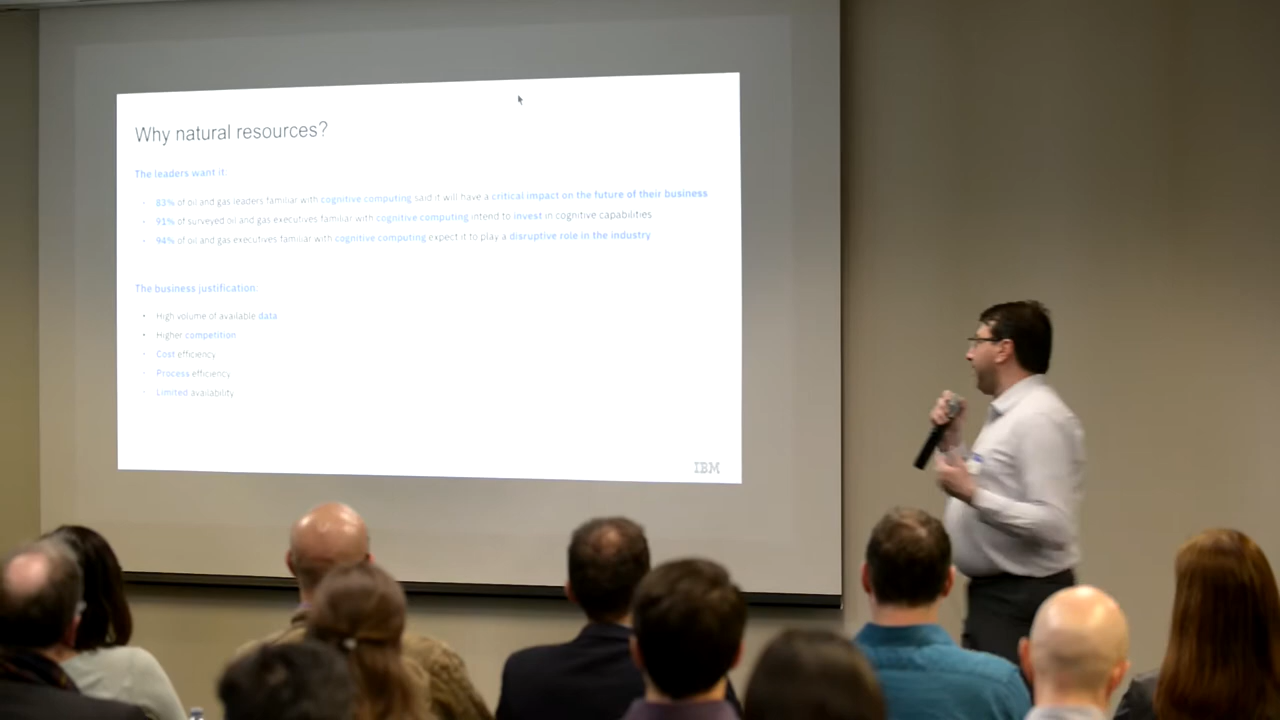 Why natural resources?
The leaders want it:
- 83% of oil and gas leaders familiar with cognitive computing said it will have a critical impact on the future of their business
- 91% of surveyed oil and gas executives familiar with cognitive computing intend to invest in cognitive capabilities
- 94% of oil and gas executives familiar with cognitive computing expect it to play a disruptive role in the industry
The business justification:
• High volume of available data
• Higher competition
• Cost efficiency
• Process efficiency
• Limited availability
IBM